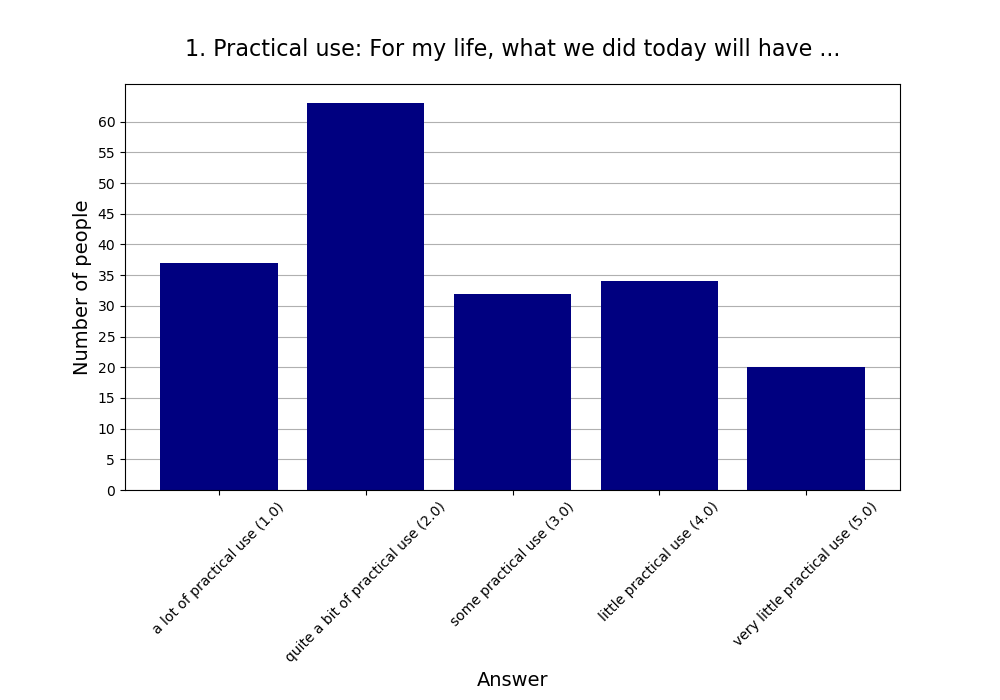 1. Practical use: For my life, what we did today will have ...
Number of people
60
55
50
45
40
35
30
25
20
15
10
5
0
a lot of practical use (1.0)
quite a bit of practical use (2.0)
some practical use (3.0)
little practical use (4.0)
very little practical use (5.0)
Answer